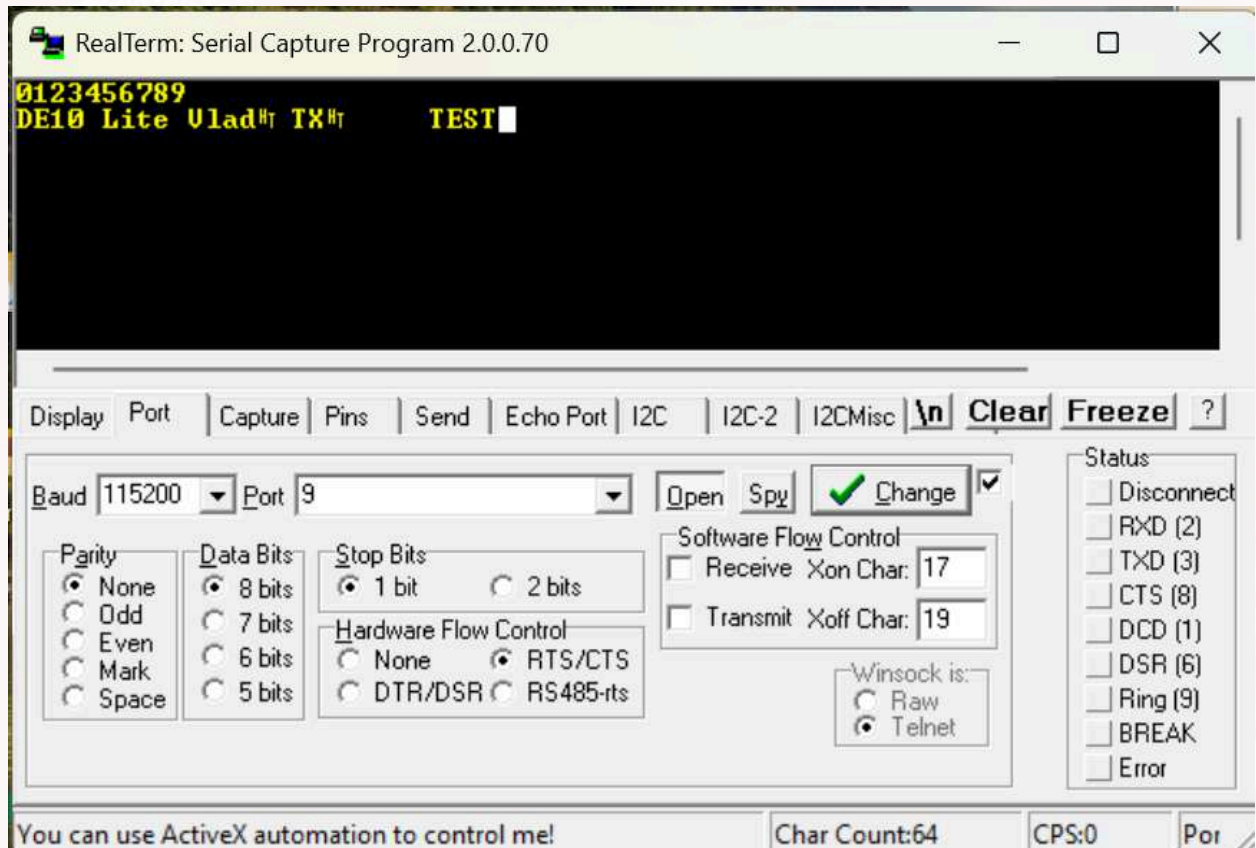 RealTerm: Serial Capture Program 2.0.0.70
0123456789
DE10 Lite Vlad␉ TX␉ TEST
Display Port Capture Pins Send Echo Port I2C I2C-2 I2CMisc \n Clear Freeze ?
Baud 115200 Port 9 Open Spy Change
Parity
None
Odd
Even
Mark
Space
Data Bits
8 bits
7 bits
6 bits
5 bits
Stop Bits
1 bit 2 bits
Hardware Flow Control
None RTS/CTS
DTR/DSR RS485-rts
Software Flow Control
Receive Xon Char: 17
Transmit Xoff Char: 19
Winsock is:
Raw
Telnet
Status
Disconnect
RXD (2)
TXD (3)
CTS (8)
DCD (1)
DSR (6)
Ring (9)
BREAK
Error
You can use ActiveX automation to control me! Char Count:64 CPS:0 Por